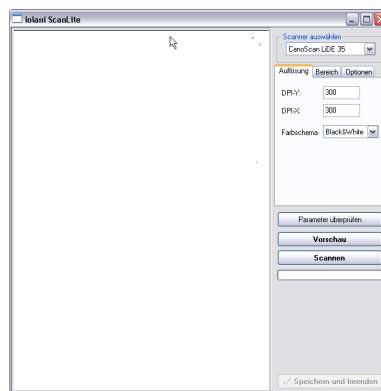 iolani ScanLite
Scanner auswählen
CanoScan LiDE 35
Auflösung Bereich Optionen
DPI-Y: 300
DPI-X: 300
Farbschema Black&White
Parameter überprüfen
Vorschau
Scannen
Speichern und beenden